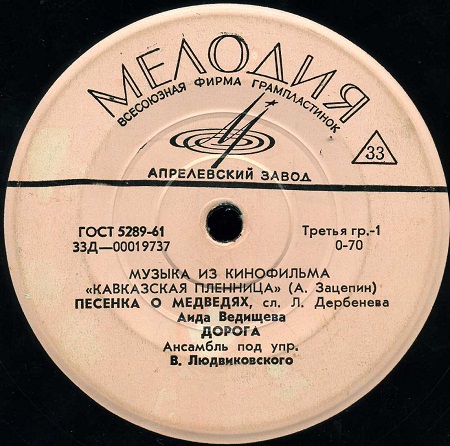 МЕЛОДИЯ
ВСЕСОЮЗНАЯ ФИРМА ГРАМПЛАСТИНОК
33
АПРЕЛЕВСКИЙ ЗАВОД
ГОСТ 5289-61
Третья гр.-1
33Д—00019737
0-70
МУЗЫКА ИЗ КИНОФИЛЬМА
«КАВКАЗСКАЯ ПЛЕННИЦА» (А. Зацепин)
ПЕСЕНКА О МЕДВЕДЯХ, сл. Л. Дербенева
Аида Ведищева
ДОРОГА
Ансамбль под упр.
В. Людвиковского